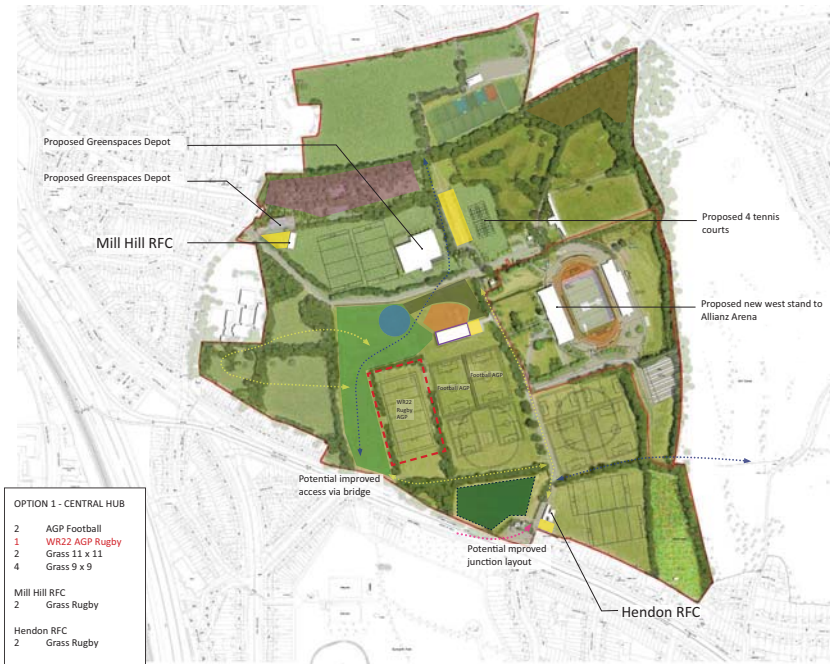 Proposed Greenspaces Depot
Proposed Greenspaces Depot
Mill Hill RFC
Proposed 4 tennis
courts
Proposed new west stand to
Allianz Arena
Football AGP
Football AGP
WR22
Rugby
AGP
Potential improved
access via bridge
Potential mproved
junction layout
Hendon RFC
OPTION 1 - CENTRAL HUB
2 AGP Football
1 WR22 AGP Rugby
2 Grass 11 x 11
4 Grass 9 x 9
Mill Hill RFC
2 Grass Rugby
Hendon RFC
2 Grass Rugby